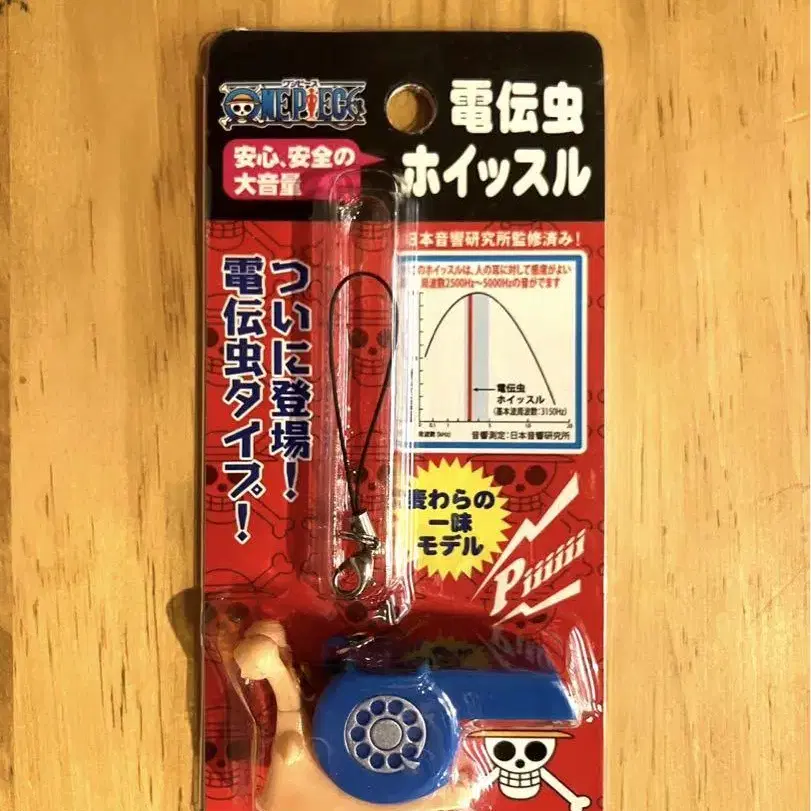 ワンピース
ONE PIECE
電伝虫
ホイッスル
安心、安全の
大音量
日本音響研究所監修済み!
のホイッスルは、人の耳に対して感度がよい
周波数2500Hz〜5000Hzの音がでます
電伝虫
ホイッスル
(基本波周波数:3150Hz)
周波数(kHz)
音響測定:日本音響研究所
ついに登場!
電伝虫タイプ!
麦わらの
一味
モデル
Piiiiii